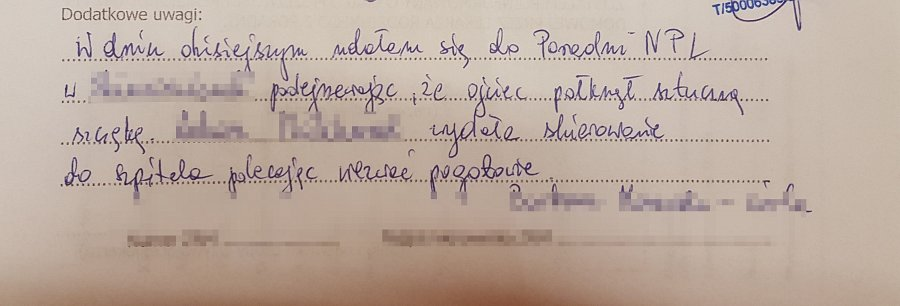 Dodatkowe uwagi:
W dniu dzisiejszym udałam się do Poradni NPL
w podejrzewając, że ojciec połknął sztuczną
szczękę. wydała skierowanie
do szpitala polecając wezwać pogotowie.